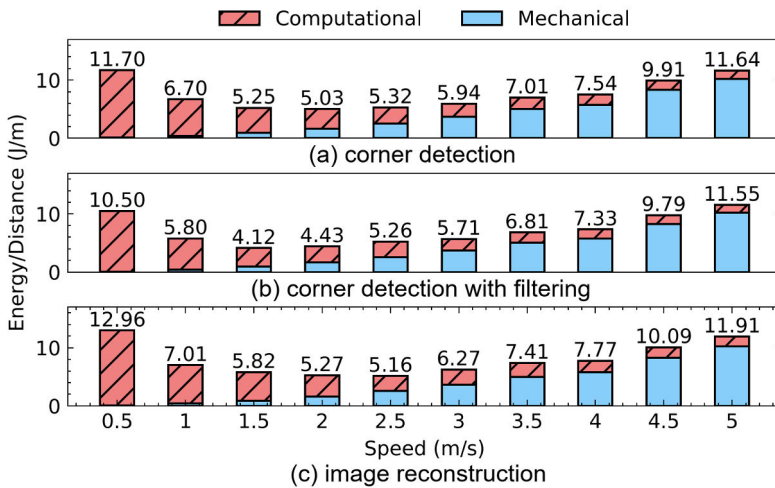 Computational Mechanical
Energy/Distance (J/m)
11.70 6.70 5.25 5.03 5.32 5.94 7.01 7.54 9.91 11.64
10
0
(a) corner detection
10.50 5.80 4.12 4.43 5.26 5.71 6.81 7.33 9.79 11.55
10
0
(b) corner detection with filtering
12.96 7.01 5.82 5.27 5.16 6.27 7.41 7.77 10.09 11.91
10
0
0.5 1 1.5 2 2.5 3 3.5 4 4.5 5
Speed (m/s)
(c) image reconstruction